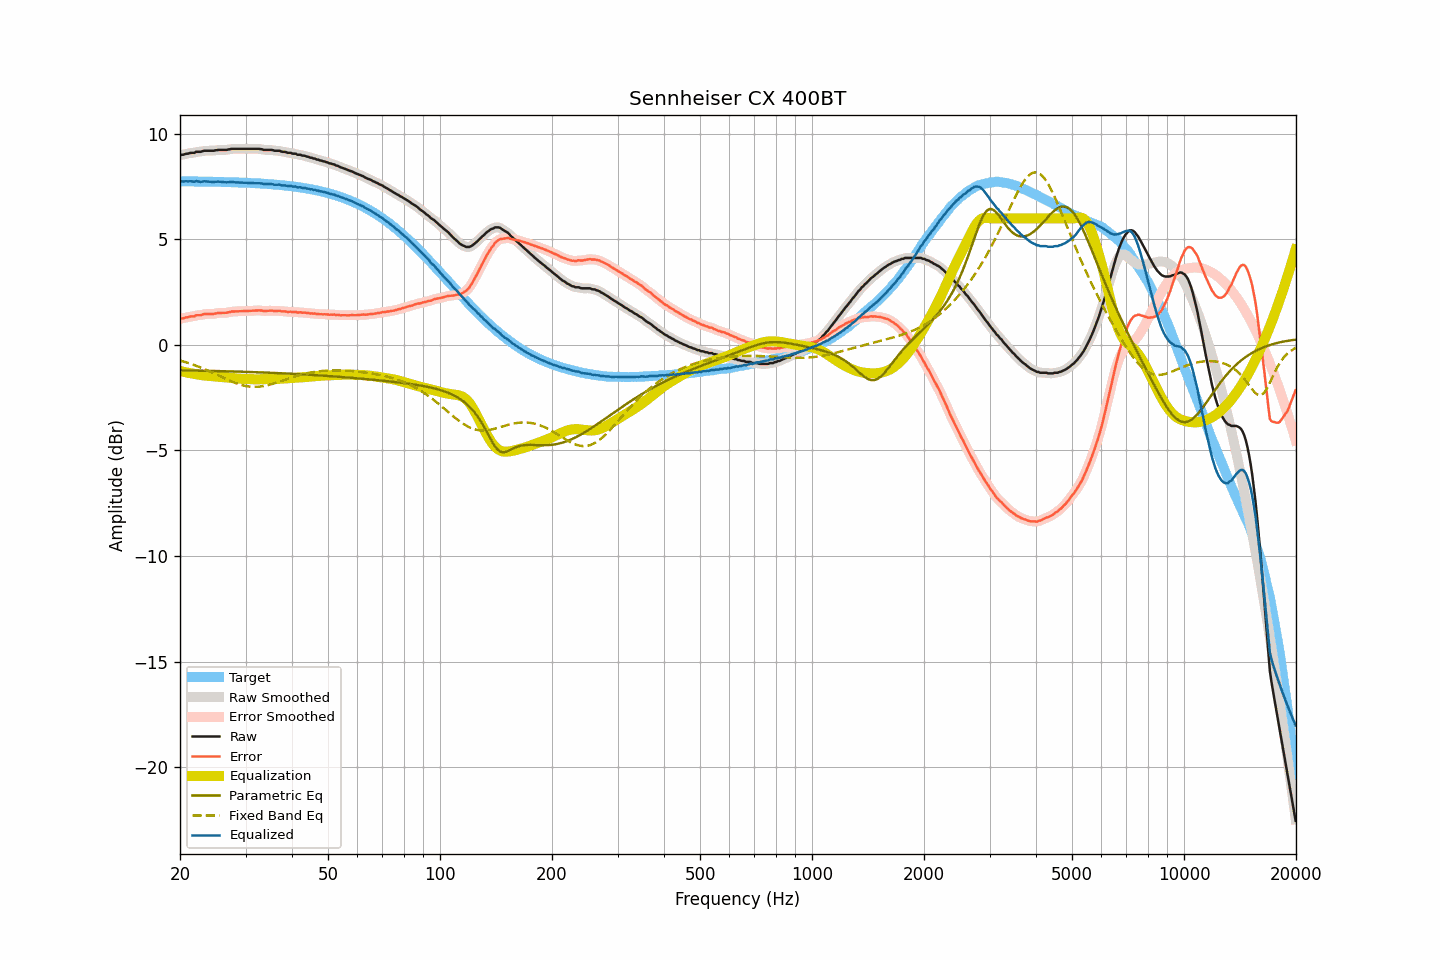 Sennheiser CX 400BT
10
5
0
−5
−10
−15
−20
Amplitude (dBr)
Target
Raw Smoothed
Error Smoothed
Raw
Error
Equalization
Parametric Eq
Fixed Band Eq
Equalized
20 50 100 200 500 1000 2000 5000 10000 20000
Frequency (Hz)